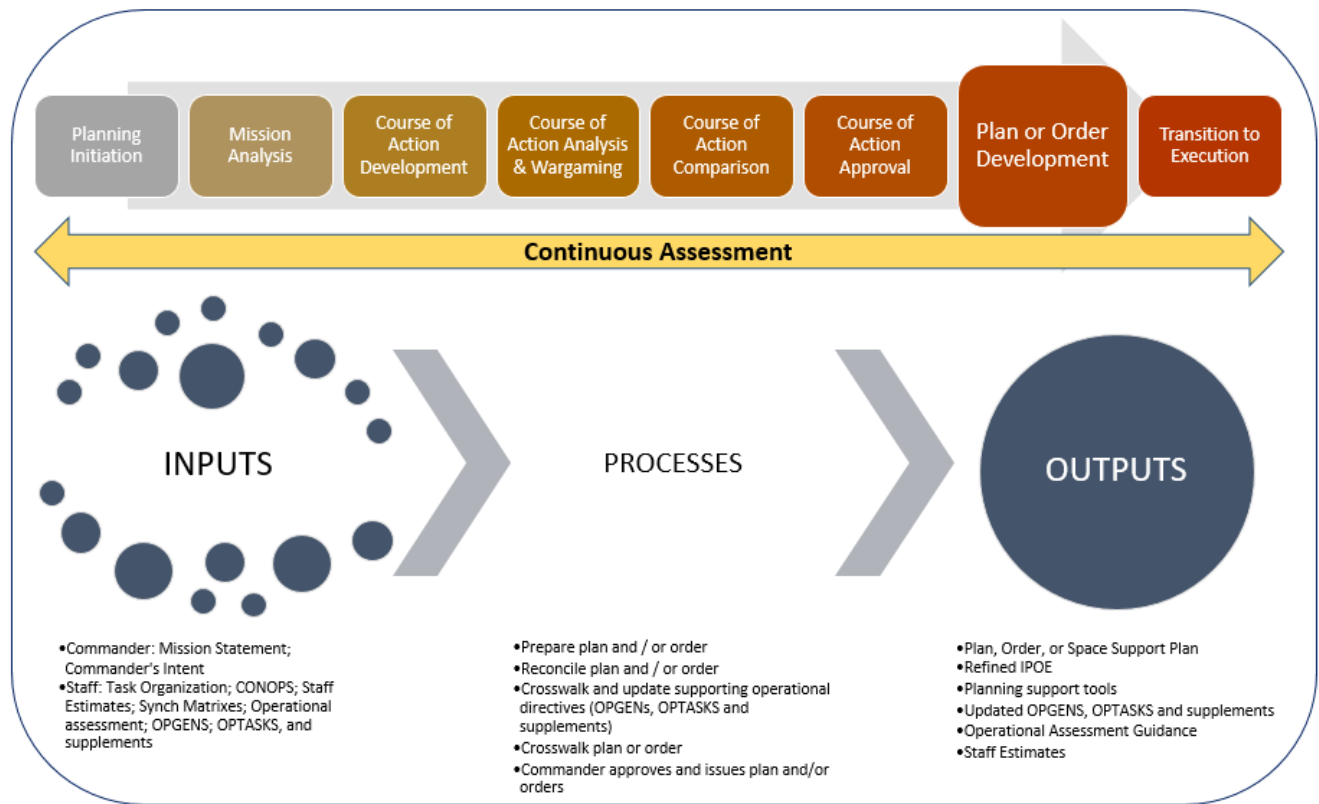 Planning
Initiation
Mission
Analysis
Course of
Action
Development
Course of
Action Analysis
& Wargaming
Course of
Action
Comparison
Course of
Action
Approval
Plan or Order
Development
Transition to
Execution
Continuous Assessment
INPUTS
PROCESSES
OUTPUTS
•Commander: Mission Statement;
Commander's Intent
•Staff: Task Organization; CONOPS; Staff
Estimates; Synch Matrixes; Operational
assessment; OPGENS; OPTASKS, and
supplements
•Prepare plan and / or order
•Reconcile plan and / or order
•Crosswalk and update supporting operational
directives (OPGENs, OPTASKS and
supplements)
•Crosswalk plan or order
•Commander approves and issues plan and/or
orders
•Plan, Order, or Space Support Plan
•Refined IPOE
•Planning support tools
•Updated OPGENS, OPTASKS and supplements
•Operational Assessment Guidance
•Staff Estimates